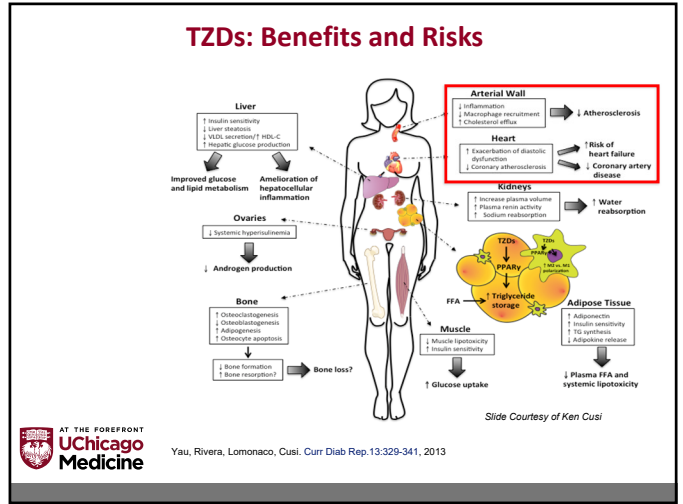 TZDs: Benefits and Risks
Liver
↑ Insulin sensitivity
↓ Liver steatosis
↓ VLDL secretion/↑ HDL-C
↑ Hepatic glucose production
Improved glucose
and lipid metabolism
Amelioration of
hepatocellular
inflammation
Ovaries
↓ Systemic hyperisulinemia
↓ Androgen production
Bone
↑ Osteoclastogenesis
↓ Osteoblastogenesis
↑ Adipogenesis
↑ Osteocyte apoptosis
↓ Bone formation
↑ Bone resorption?
Bone loss?
Arterial Wall
↓ Inflammation
↓ Macrophage recruitment
↑ Cholesterol efflux
↓ Atherosclerosis
Heart
↑ Exacerbation of diastolic
dysfunction
↓ Coronary atherosclerosis
↑Risk of
heart failure
↓ Coronary artery
disease
Kidneys
↑ Increase plasma volume
↑ Plasma renin activity
↑ Sodium reabsorption
↑ Water
reabsorption
TZDs
PPARγ
↑ Triglyceride
storage
FFA
TZDs
PPARγ
↑ M2 vs. M1
polarization
Adipose Tissue
↑ Adiponectin
↑ Insulin sensitivity
↑ TG synthesis
↓ Adipokine release
↓ Plasma FFA and
systemic lipotoxicity
Muscle
↓ Muscle lipotoxicity
↑ Insulin sensitivity
↑ Glucose uptake
Slide Courtesy of Ken Cusi
AT THE FOREFRONT
UChicago
Medicine
Yau, Rivera, Lomonaco, Cusi. Curr Diab Rep.13:329-341, 2013